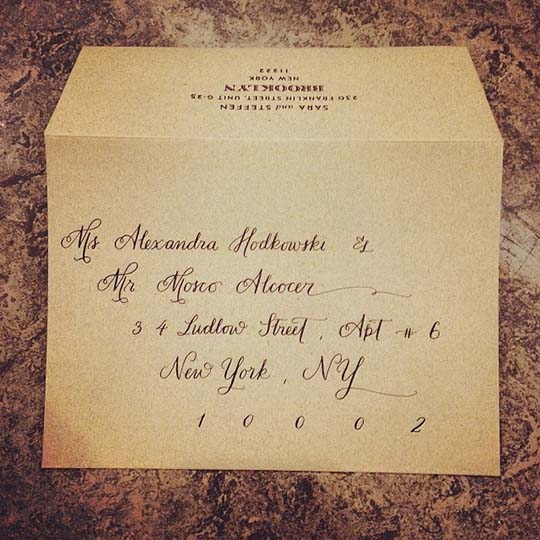 SARA and STEFFEN
230 FRANKLIN STREET, UNIT G-25
BROOKLYN
NEW YORK
11222
Ms Alexandra Hodkowski &
Mr Mosco Alcocer
34 Ludlow Street, Apt # 6
New York, NY
10002